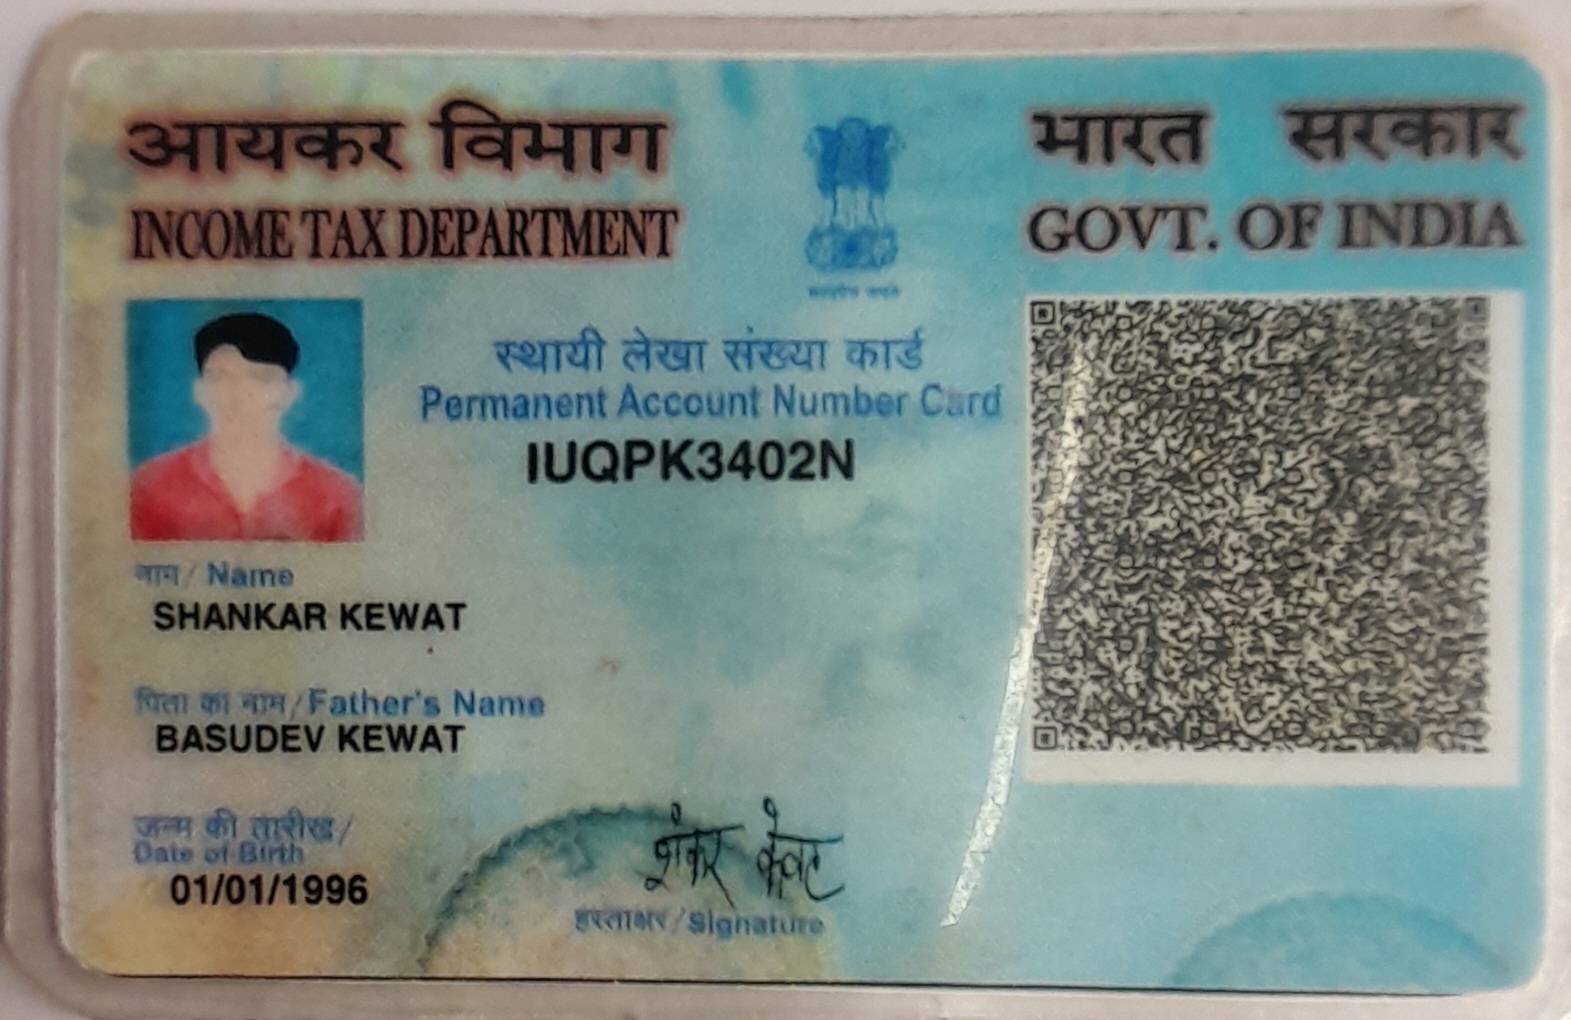 आयकर विभाग
INCOME TAX DEPARTMENT
भारत सरकार
GOVT. OF INDIA
स्थायी लेखा संख्या कार्ड
Permanent Account Number Card
IUQPK3402N
नाम / Name
SHANKAR KEWAT
पिता का नाम / Father's Name
BASUDEV KEWAT
जन्म की तारीख /
Date of Birth
01/01/1996
शंकर केवट
हस्ताक्षर / Signature